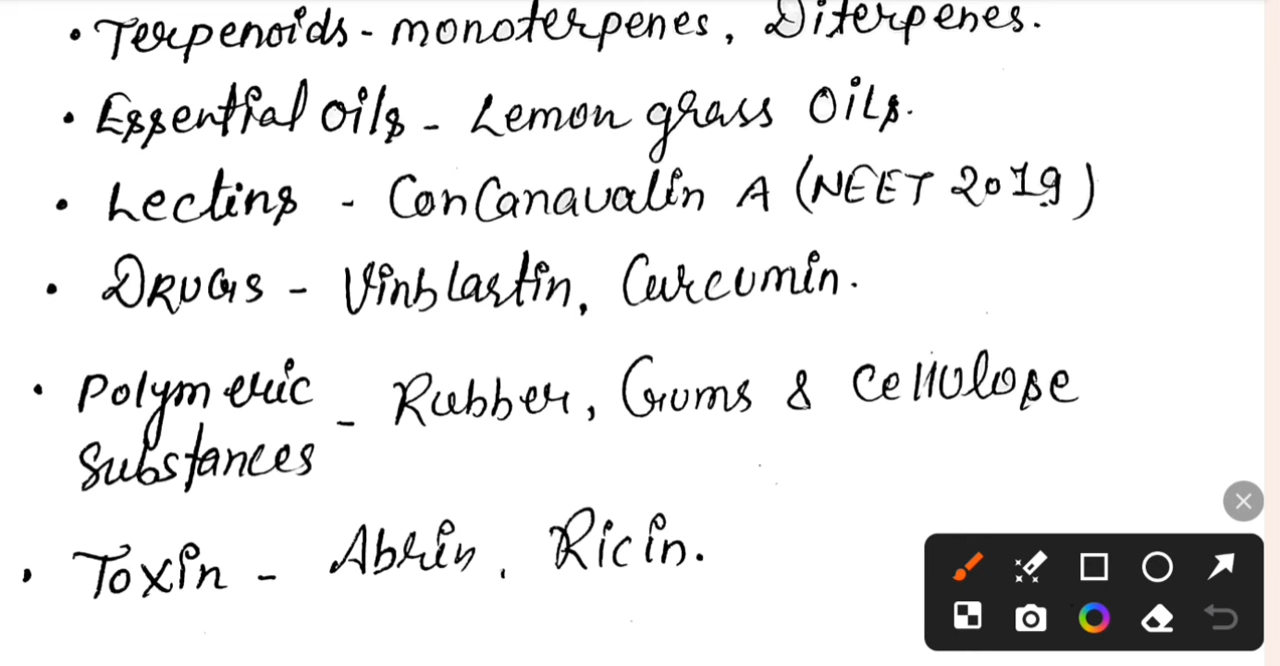 • Terpenoids - monoterpenes, Diterpenes.
• Essential oils - Lemon grass Oils.
• Lectins - ConCanavalin A (NEET 2019)
• DRUGS - Vinblastin, Curcumin.
• Polymeric - Rubber, Gums & Cellulose
Substances
• Toxin - Abrin, Ricin.